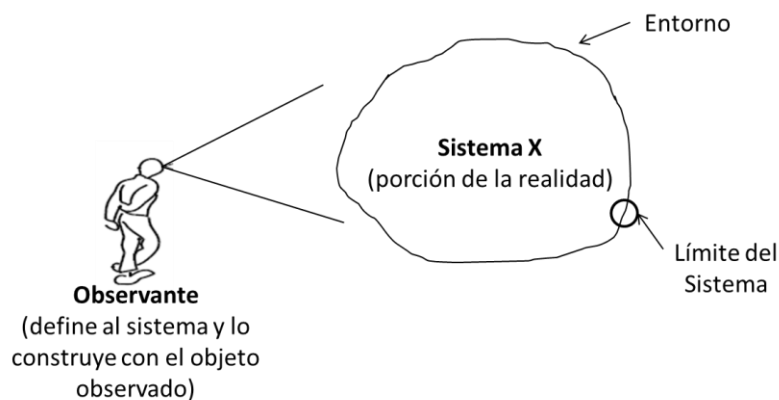 Entorno
Sistema X
(porción de la realidad)
Límite del
Sistema
Observante
(define al sistema y lo
construye con el objeto
observado)